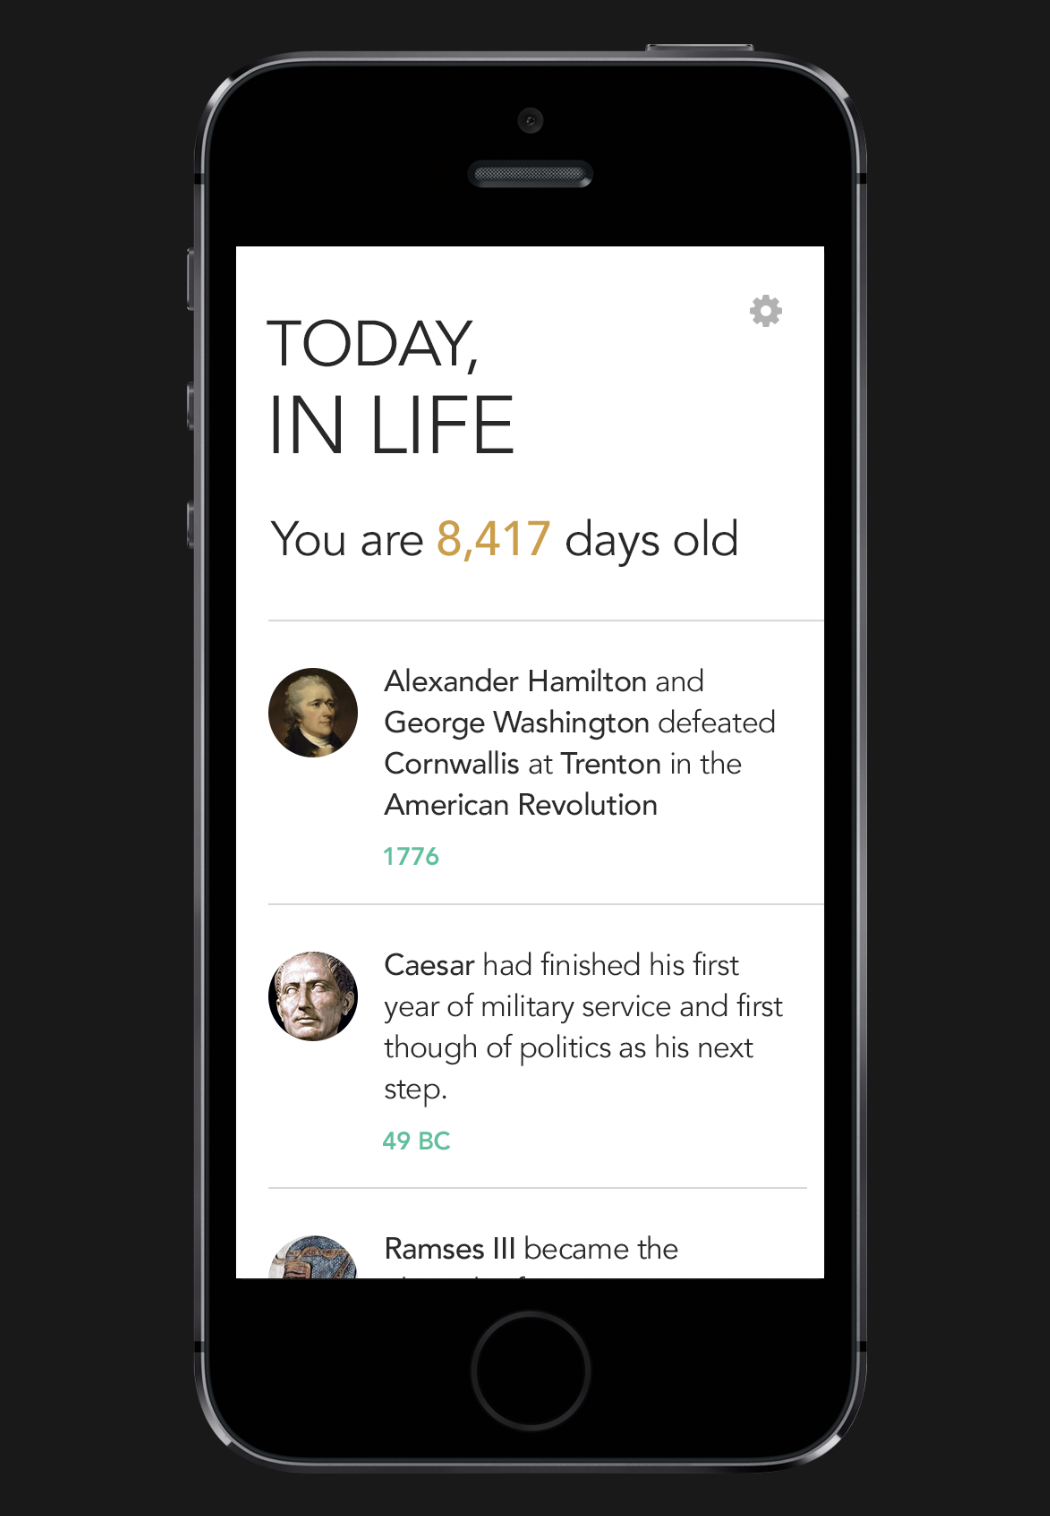 TODAY,
IN LIFE
You are 8,417 days old
Alexander Hamilton and
George Washington defeated
Cornwallis at Trenton in the
American Revolution
1776
Caesar had finished his first
year of military service and first
though of politics as his next
step.
49 BC
Ramses III became the